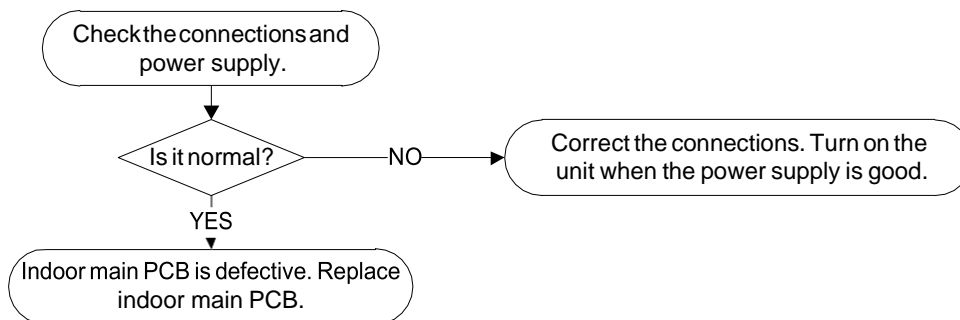 Check the connections and
power supply.
Is it normal?
NO
Correct the connections. Turn on the
unit when the power supply is good.
YES
Indoor main PCB is defective. Replace
indoor main PCB.